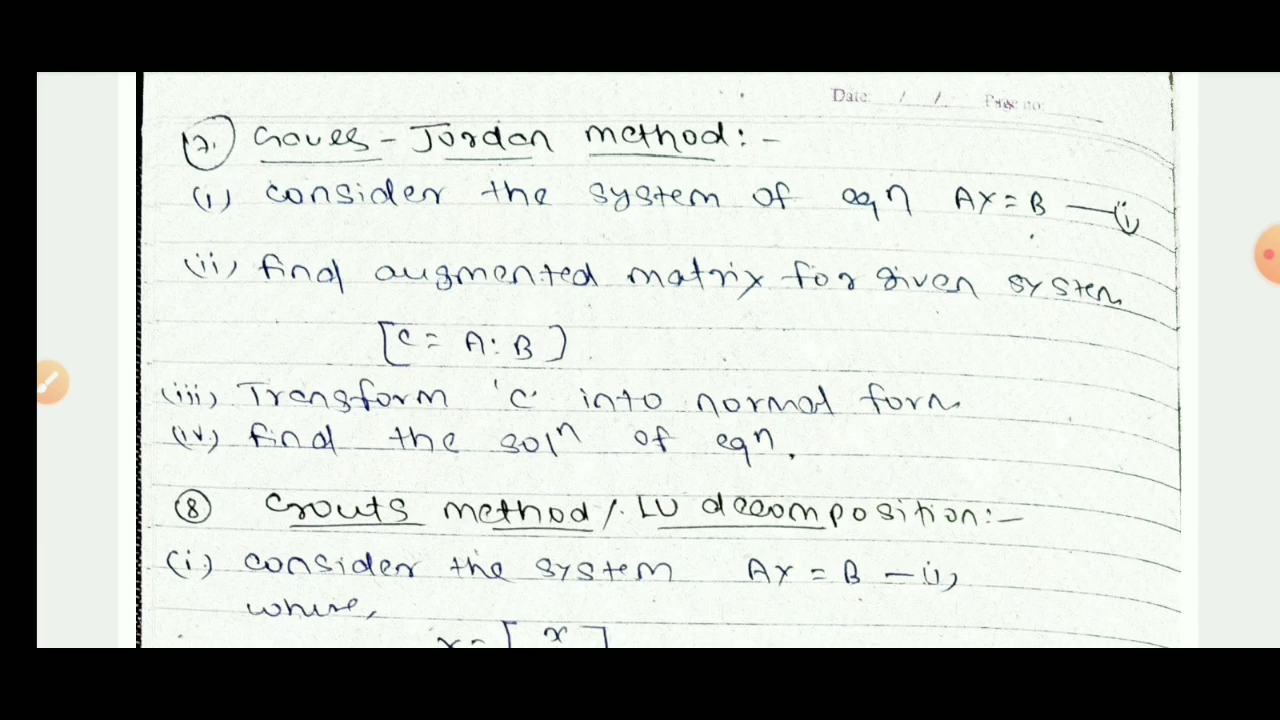 Date: / / Page no:
7. Gauss - Jordan method: -
(i) consider the system of eqn AX = B — (i)
(ii) find augmented matrix for given system
[C = A : B]
(iii) Transform 'C' into normal form
(iv) find the solⁿ of eqⁿ.
⑧ Crouts method /. LU decomposition: -
(i) consider the system AX = B — (i)
where,
x = [ x ]